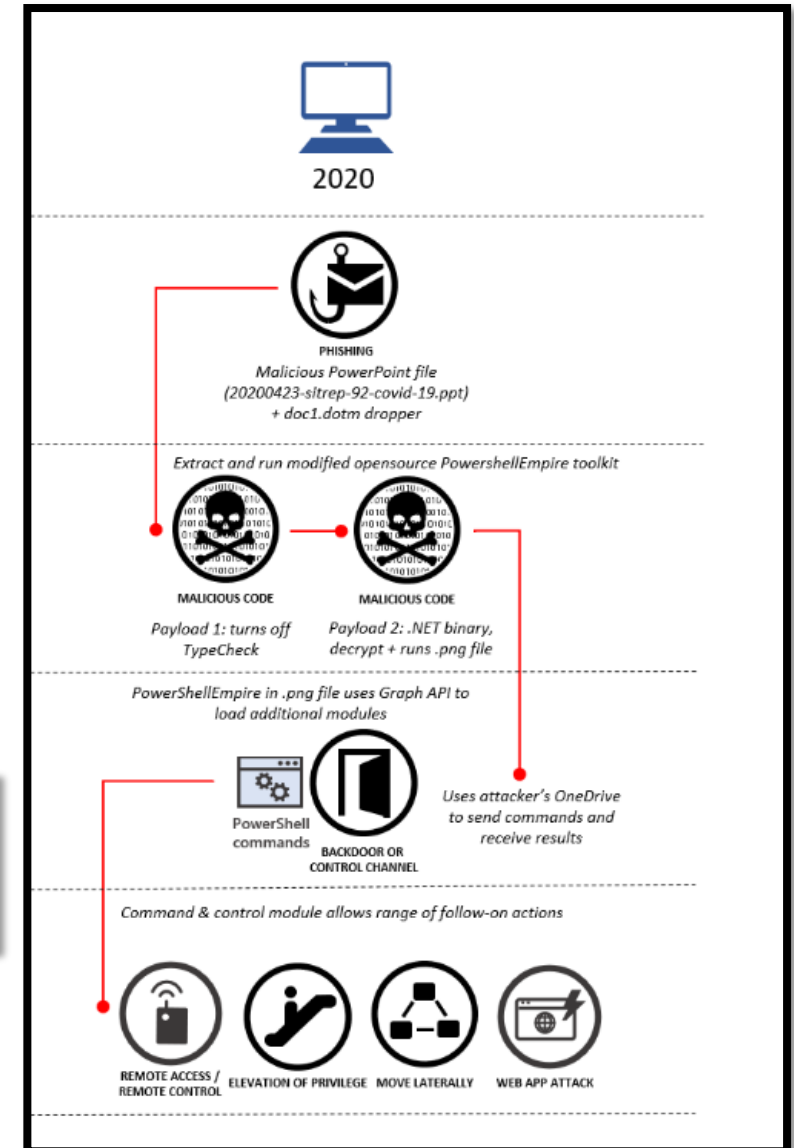 2020
PHISHING
Malicious PowerPoint file
(20200423-sitrep-92-covid-19.ppt)
+ doc1.dotm dropper
Extract and run modified opensource PowershellEmpire toolkit
MALICIOUS CODE
Payload 1: turns off
TypeCheck
MALICIOUS CODE
Payload 2: .NET binary,
decrypt + runs .png file
PowerShellEmpire in .png file uses Graph API to
load additional modules
PowerShell
commands
BACKDOOR OR
CONTROL CHANNEL
Uses attacker's OneDrive
to send commands and
receive results
Command & control module allows range of follow-on actions
REMOTE ACCESS /
REMOTE CONTROL
ELEVATION OF PRIVILEGE
MOVE LATERALLY
WEB APP ATTACK